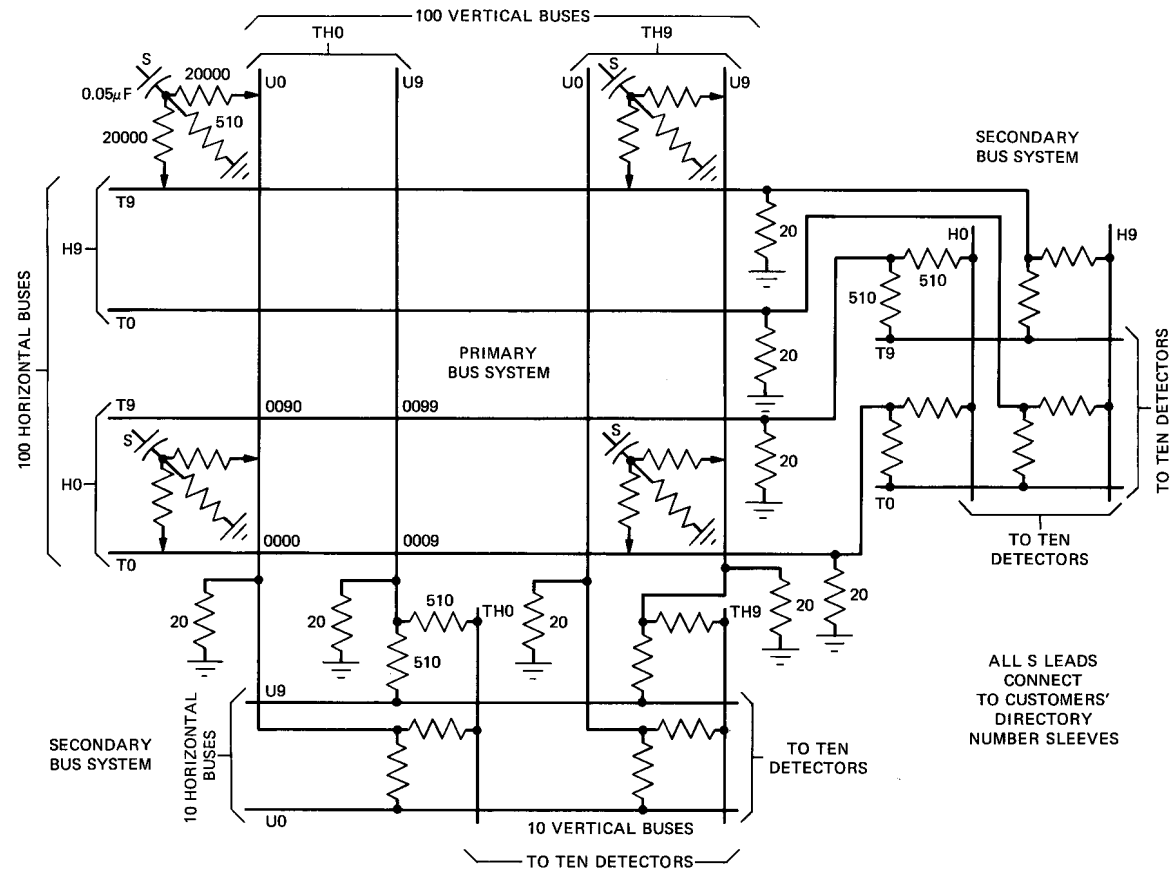 100 VERTICAL BUSES
TH0
TH9
S
20000
U0
U9
U0
S
U9
0.05µF
510
20000
SECONDARY
BUS SYSTEM
T9
H9
20
H0
H9
510
510
100 HORIZONTAL BUSES
T0
T9
PRIMARY
BUS SYSTEM
20
TO TEN DETECTORS
T9
0090
0099
S
S
20
H0
T0
0000
0009
T0
TO TEN
DETECTORS
510
TH0
TH9
20
20
20
20
20
510
ALL S LEADS
CONNECT
TO CUSTOMERS'
DIRECTORY
NUMBER SLEEVES
U9
SECONDARY
BUS SYSTEM
10 HORIZONTAL
BUSES
TO TEN
DETECTORS
U0
10 VERTICAL BUSES
TO TEN DETECTORS